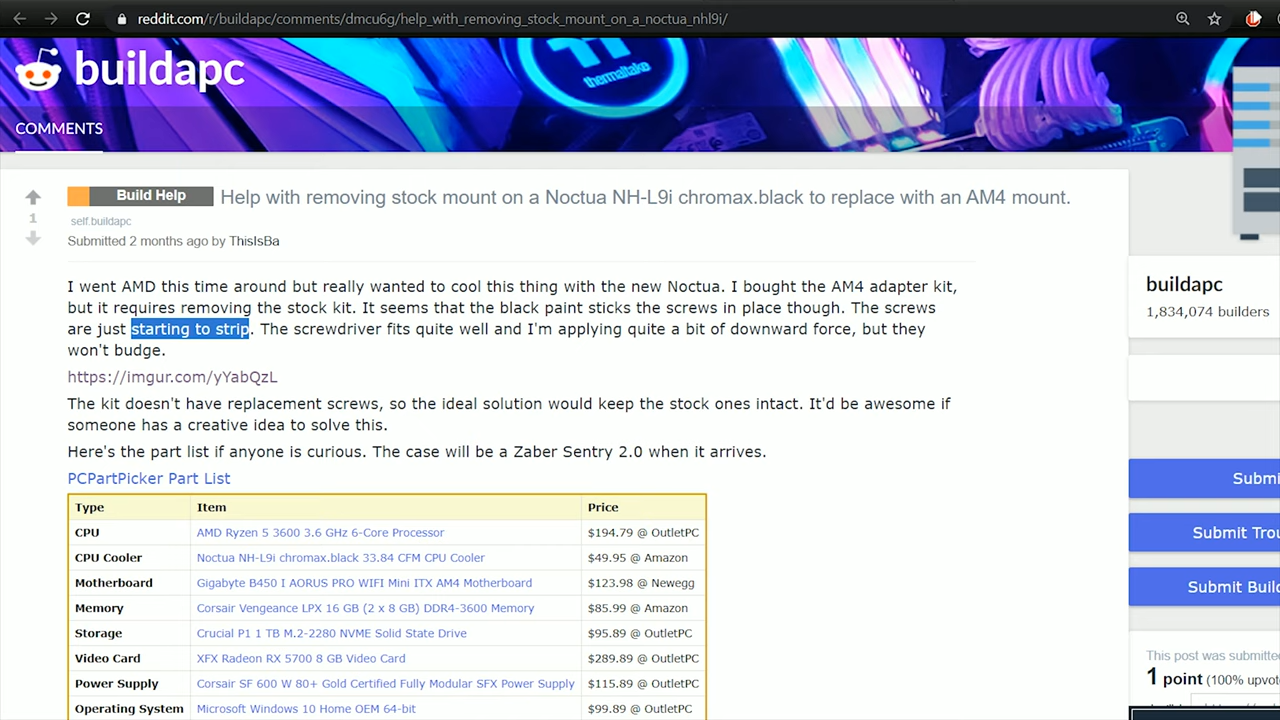 reddit.com/r/buildapc/comments/dmcu6g/help_with_removing_stock_mount_on_a_noctua_nhl9i/
thermaltake
buildapc
COMMENTS
Build Help Help with removing stock mount on a Noctua NH-L9i chromax.black to replace with an AM4 mount.
1
self.buildapc
Submitted 2 months ago by ThisIsBa
I went AMD this time around but really wanted to cool this thing with the new Noctua. I bought the AM4 adapter kit,
but it requires removing the stock kit. It seems that the black paint sticks the screws in place though. The screws
are just starting to strip. The screwdriver fits quite well and I'm applying quite a bit of downward force, but they
won't budge.
https://imgur.com/yYabQzL
The kit doesn't have replacement screws, so the ideal solution would keep the stock ones intact. It'd be awesome if
someone has a creative idea to solve this.
Here's the part list if anyone is curious. The case will be a Zaber Sentry 2.0 when it arrives.
PCPartPicker Part List
Type Item Price
CPU AMD Ryzen 5 3600 3.6 GHz 6-Core Processor $194.79 @ OutletPC
CPU Cooler Noctua NH-L9i chromax.black 33.84 CFM CPU Cooler $49.95 @ Amazon
Motherboard Gigabyte B450 I AORUS PRO WIFI Mini ITX AM4 Motherboard $123.98 @ Newegg
Memory Corsair Vengeance LPX 16 GB (2 x 8 GB) DDR4-3600 Memory $85.99 @ Amazon
Storage Crucial P1 1 TB M.2-2280 NVME Solid State Drive $95.89 @ OutletPC
Video Card XFX Radeon RX 5700 8 GB Video Card $289.89 @ OutletPC
Power Supply Corsair SF 600 W 80+ Gold Certified Fully Modular SFX Power Supply $115.89 @ OutletPC
Operating System Microsoft Windows 10 Home OEM 64-bit $99.89 @ OutletPC
buildapc
1,834,074 builders
Submi
Submit Trou
Submit Build
This post was submitted
1 point (100% upvot